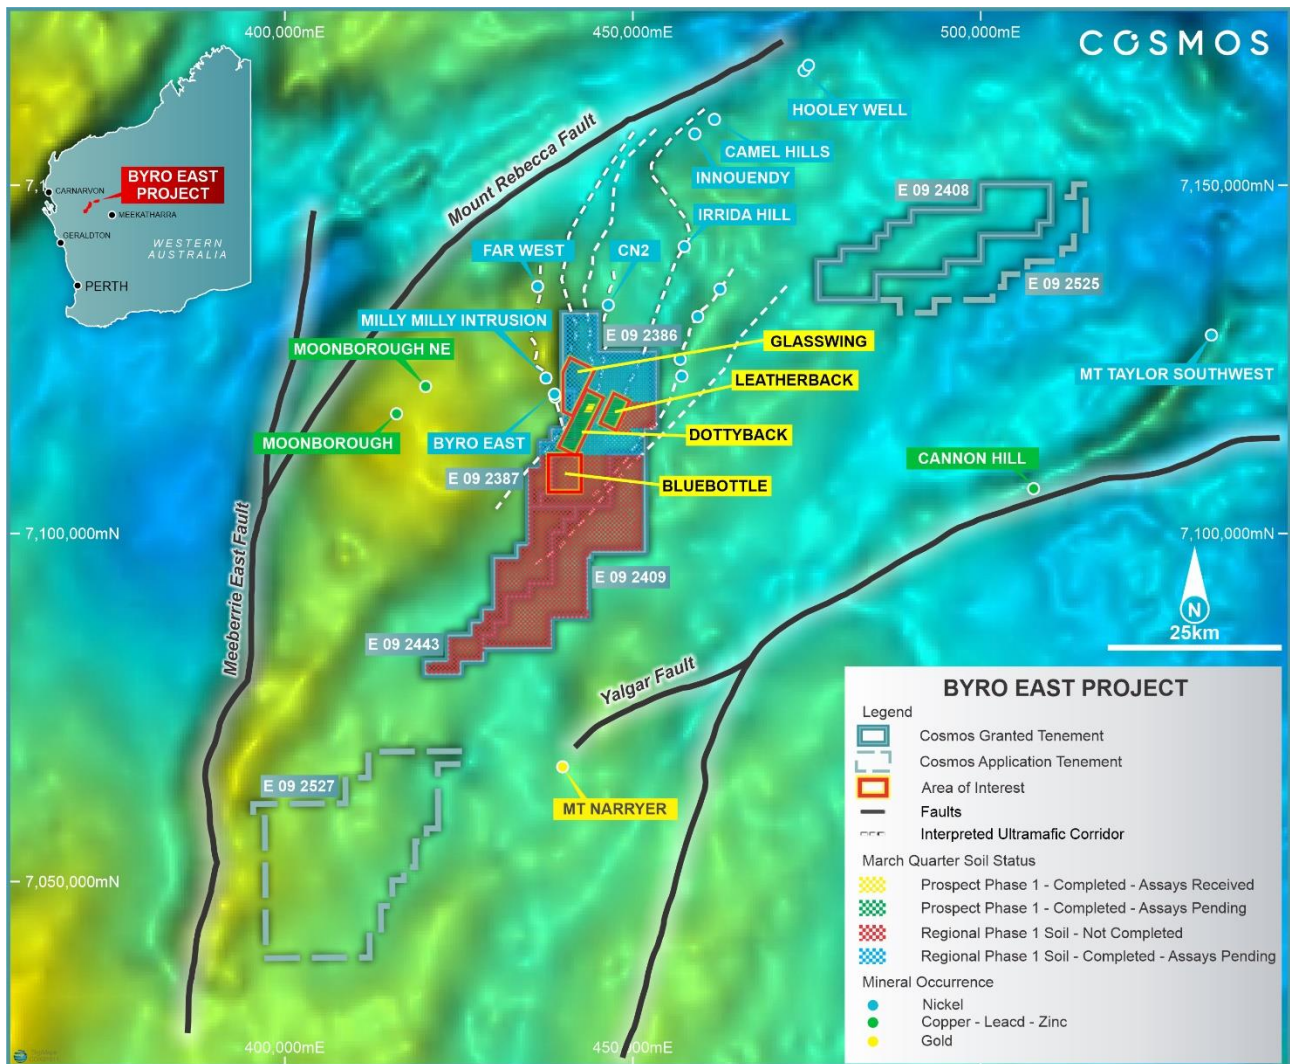 400,000mE
450,000mE
500,000mE
COSMOS
HOOLEY WELL
Mount Rebecca Fault
CAMEL HILLS
INNOUENDY
BYRO EAST
PROJECT
CARNARVON
MEEKATHARRA
GERALDTON
WESTERN
AUSTRALIA
PERTH
7,150,000mN
E 09 2408
IRRIDA HILL
FAR WEST
CN2
E 09 2525
MILLY MILLY INTRUSION
E 09 2386
GLASSWING
MOONBOROUGH NE
LEATHERBACK
MT TAYLOR SOUTHWEST
MOONBOROUGH
BYRO EAST
DOTTYBACK
CANNON HILL
E 09 2387
BLUEBOTTLE
7,100,000mN
7,100,000mN
Meeberrie East Fault
E 09 2409
N
25km
E 09 2443
Yalgar Fault
E 09 2527
MT NARRYER
7,050,000mN
400,000mE
450,000mE
BYRO EAST PROJECT
Legend
Cosmos Granted Tenement
Cosmos Application Tenement
Area of Interest
Faults
Interpreted Ultramafic Corridor
March Quarter Soil Status
Prospect Phase 1 - Completed - Assays Received
Prospect Phase 1 - Completed - Assays Pending
Regional Phase 1 Soil - Not Completed
Regional Phase 1 Soil - Completed - Assays Pending
Mineral Occurrence
Nickel
Copper - Leacd - Zinc
Gold